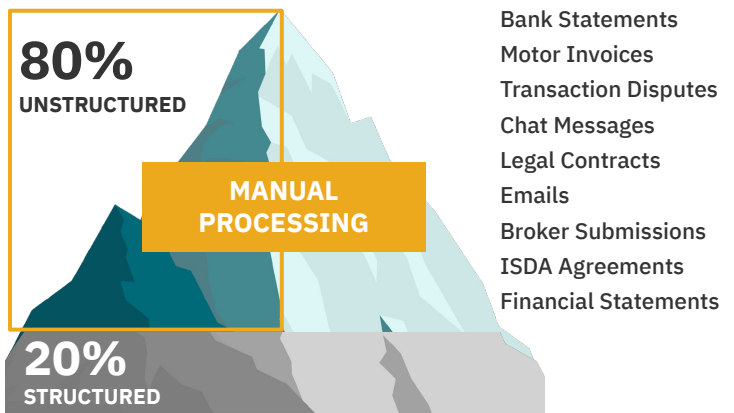 80%
UNSTRUCTURED
MANUAL
PROCESSING
20%
STRUCTURED
Bank Statements
Motor Invoices
Transaction Disputes
Chat Messages
Legal Contracts
Emails
Broker Submissions
ISDA Agreements
Financial Statements